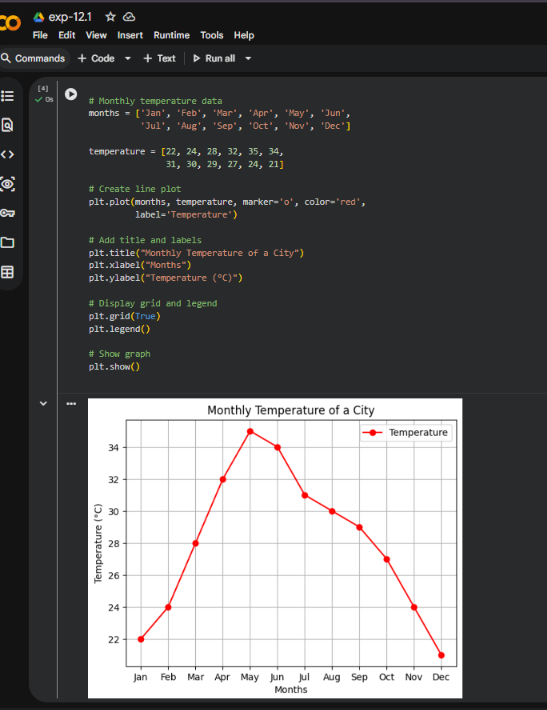 exp-12.1
File Edit View Insert Runtime Tools Help
Commands + Code + Text Run all
[4]
0s
# Monthly temperature data
months = ['Jan', 'Feb', 'Mar', 'Apr', 'May', 'Jun',
'Jul', 'Aug', 'Sep', 'Oct', 'Nov', 'Dec']
temperature = [22, 24, 28, 32, 35, 34,
31, 30, 29, 27, 24, 21]
# Create line plot
plt.plot(months, temperature, marker='o', color='red',
label='Temperature')
# Add title and labels
plt.title("Monthly Temperature of a City")
plt.xlabel("Months")
plt.ylabel("Temperature (°C)")
# Display grid and legend
plt.grid(True)
plt.legend()
# Show graph
plt.show()
Monthly Temperature of a City
Temperature
34
32
30
28
26
24
22
Temperature (°C)
Jan Feb Mar Apr May Jun Jul Aug Sep Oct Nov Dec
Months